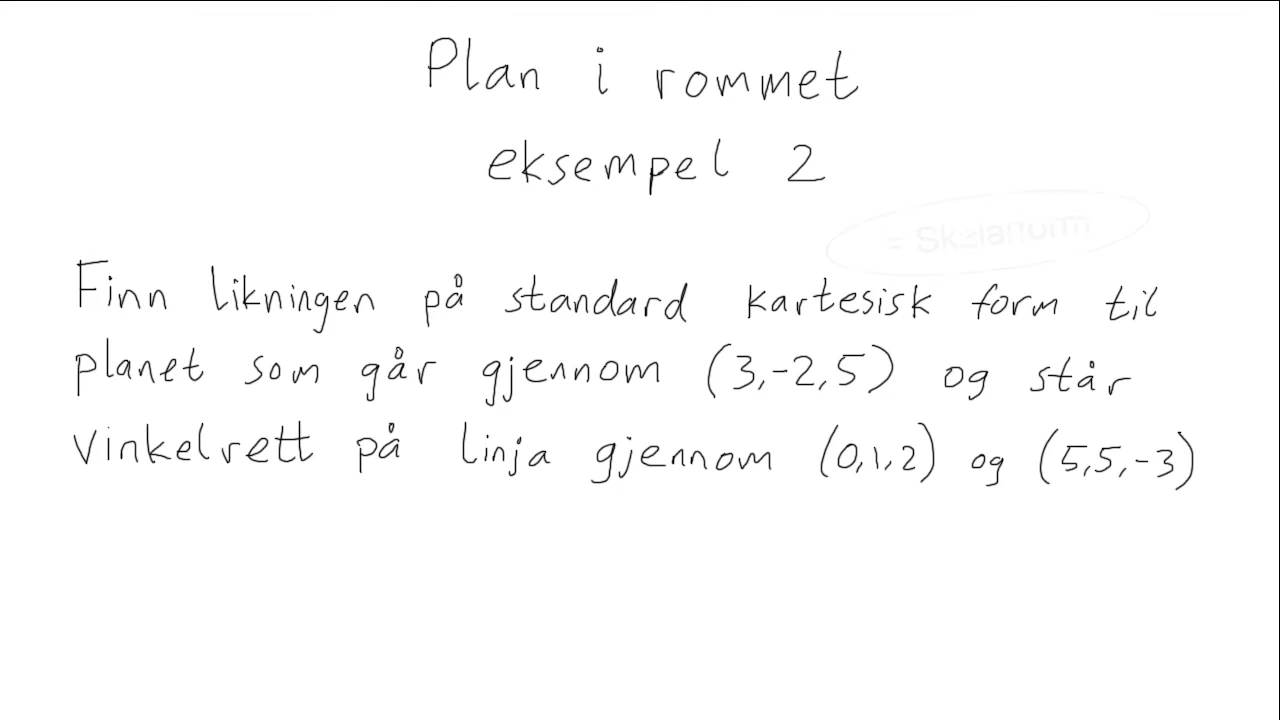 Plan i rommet
eksempel 2
= Skalarform
Finn likningen på standard kartesisk form til
planet som går gjennom (3,-2,5) og står
vinkelrett på linja gjennom (0,1,2) og (5,5,-3)